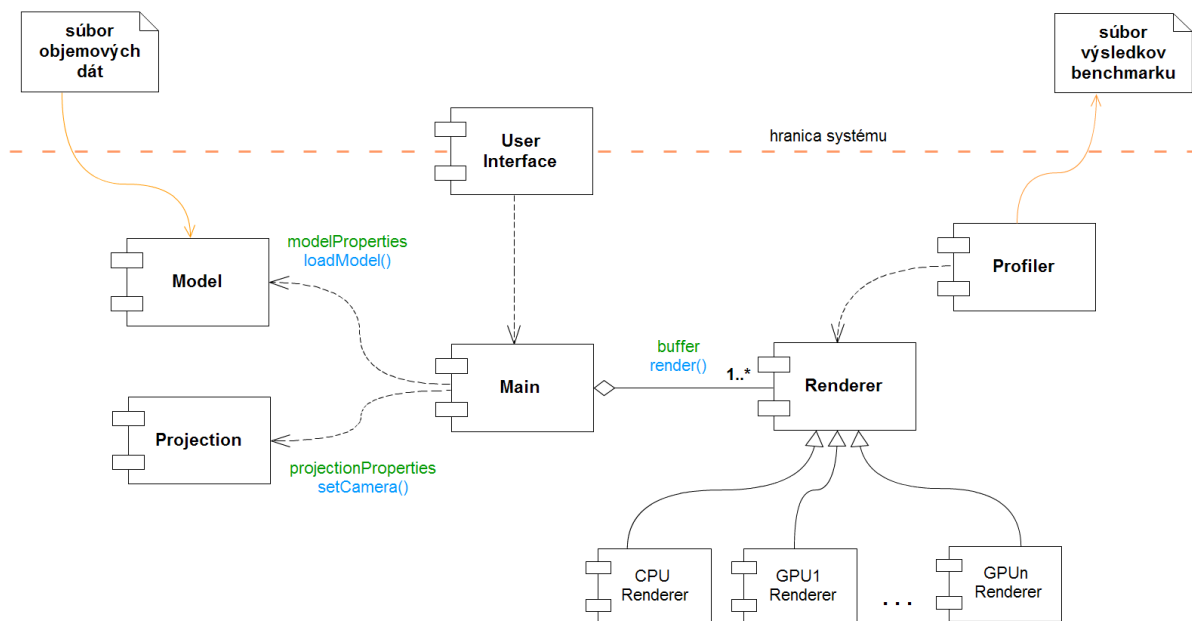 súbor
objemových
dát
súbor
výsledkov
benchmarku
User
Interface
hranica systému
modelProperties
loadModel()
Model
Profiler
buffer
render()
1..*
Main
Renderer
Projection
projectionProperties
setCamera()
CPU
Renderer
GPU1
Renderer
. . .
GPUn
Renderer